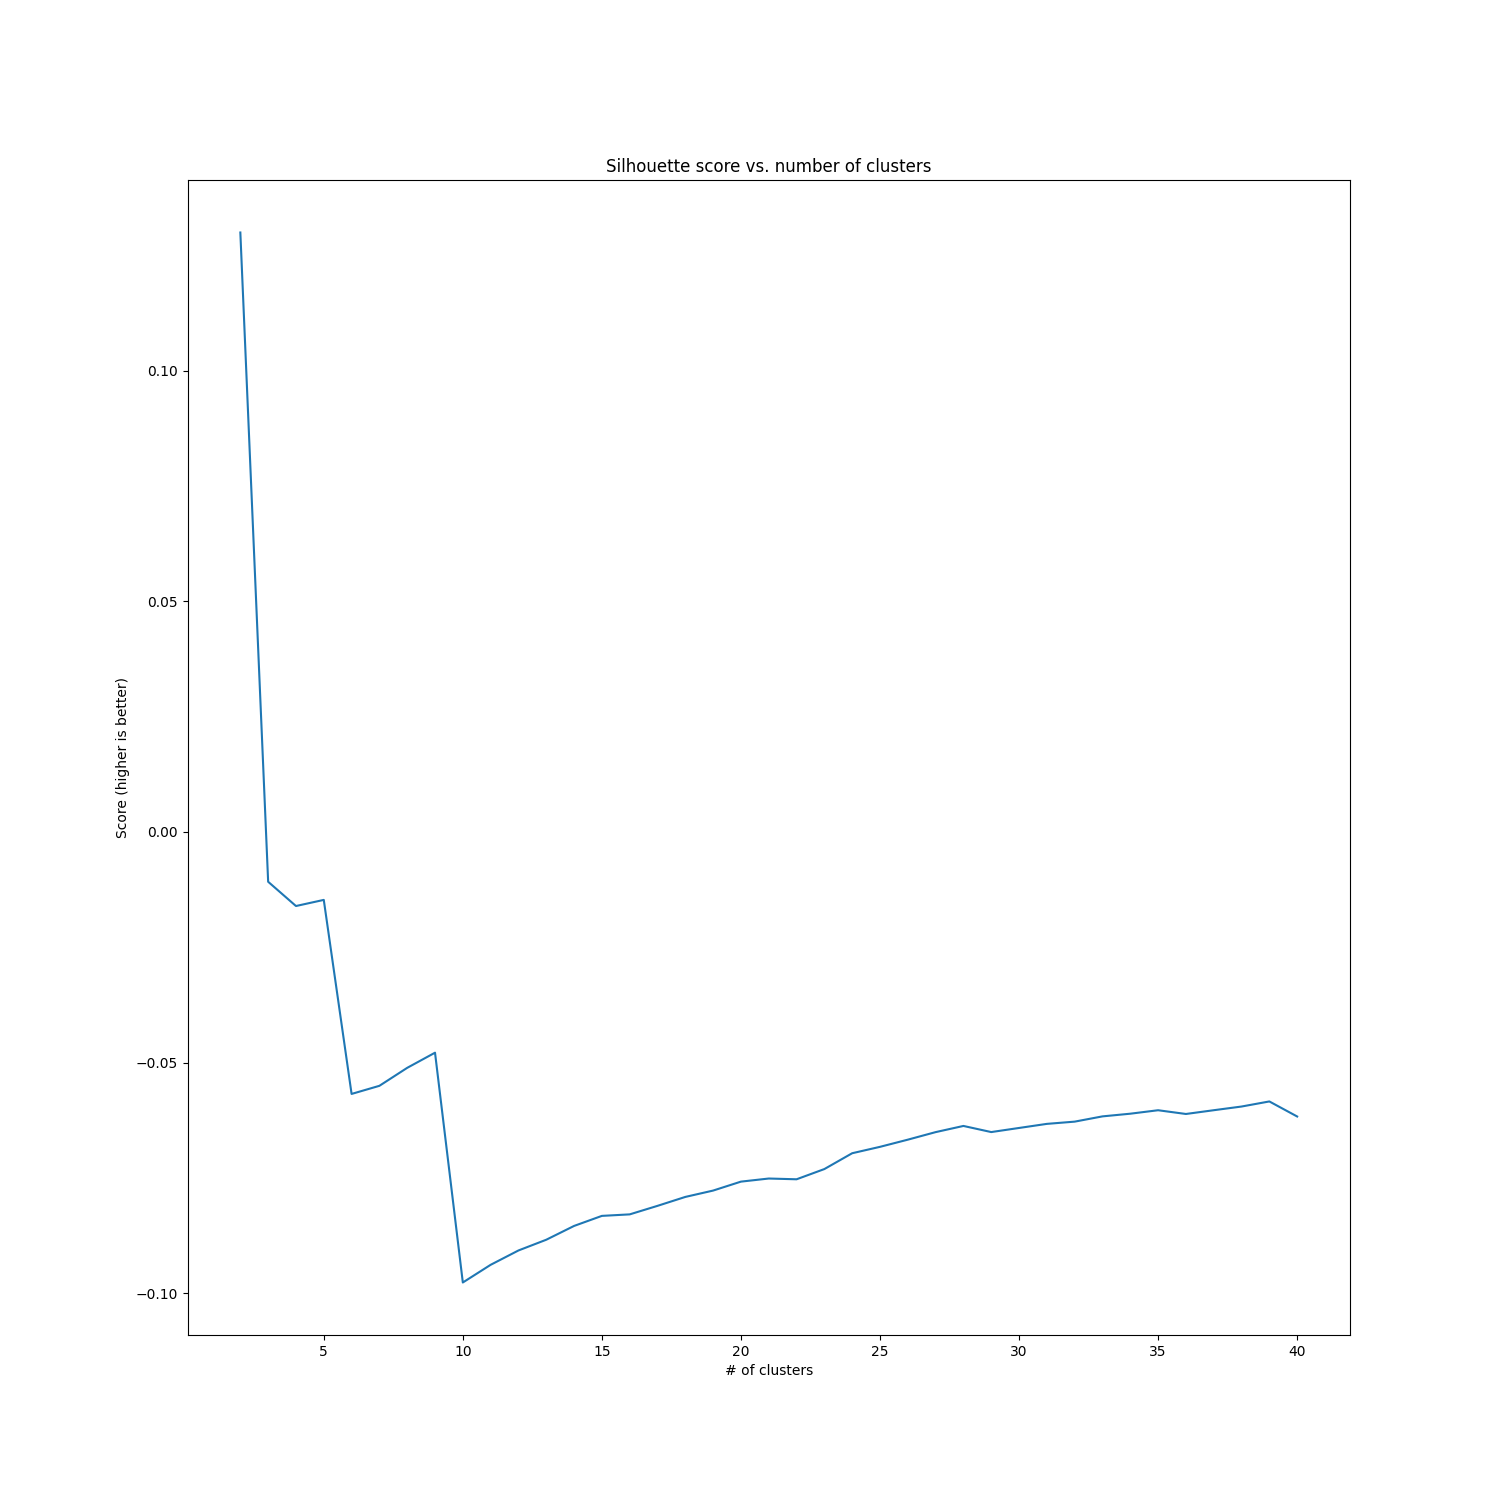 Silhouette score vs. number of clusters
0.10
0.05
0.00
−0.05
−0.10
Score (higher is better)
5 10 15 20 25 30 35 40
# of clusters